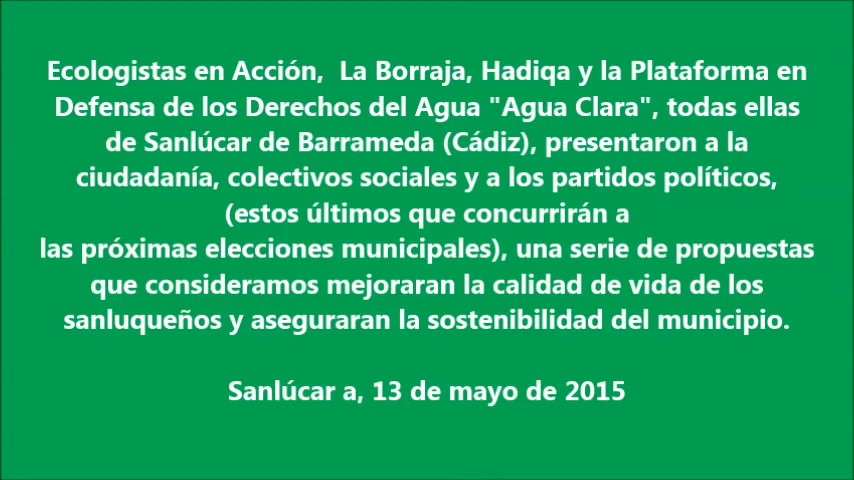 Ecologistas en Acción,  La Borraja, Hadiqa y la Plataforma en
Defensa de los Derechos del Agua "Agua Clara", todas ellas
de Sanlúcar de Barrameda (Cádiz), presentaron a la
ciudadanía, colectivos sociales y a los partidos políticos,
(estos últimos que concurrirán a
las próximas elecciones municipales), una serie de propuestas
que consideramos mejoraran la calidad de vida de los
sanluqueños y aseguraran la sostenibilidad del municipio.
Sanlúcar a, 13 de mayo de 2015